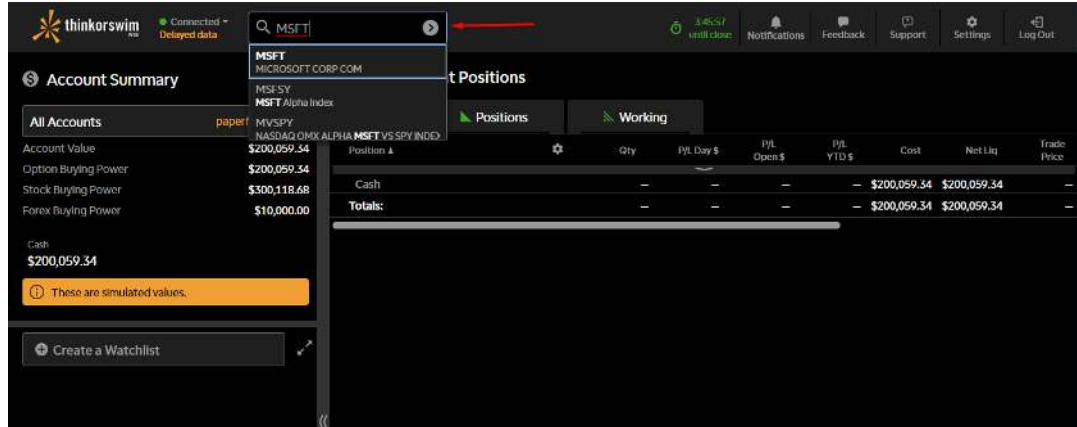 thinkorswim
Connected
Delayed data
MSFT
3:45:57
until close
Notifications
Feedback
Support
Settings
Log Out
MSFT
MICROSOFT CORP COM
MSFSY
MSFT Alpha Index
MVSPY
NASDAQ OMX ALPHA MSFT VS SPY INDEX
Account Summary
t Positions
All Accounts
paperM
Positions
Working
Account Value $200,059.34
Option Buying Power $200,059.34
Stock Buying Power $300,118.68
Forex Buying Power $10,000.00
Cash
$200,059.34
These are simulated values.
Create a Watchlist
Position Qty P/L Day $ P/L Open $ P/L YTD $ Cost Net Liq Trade Price
Cash — — — — $200,059.34 $200,059.34 —
Totals: — — — — $200,059.34 $200,059.34 —